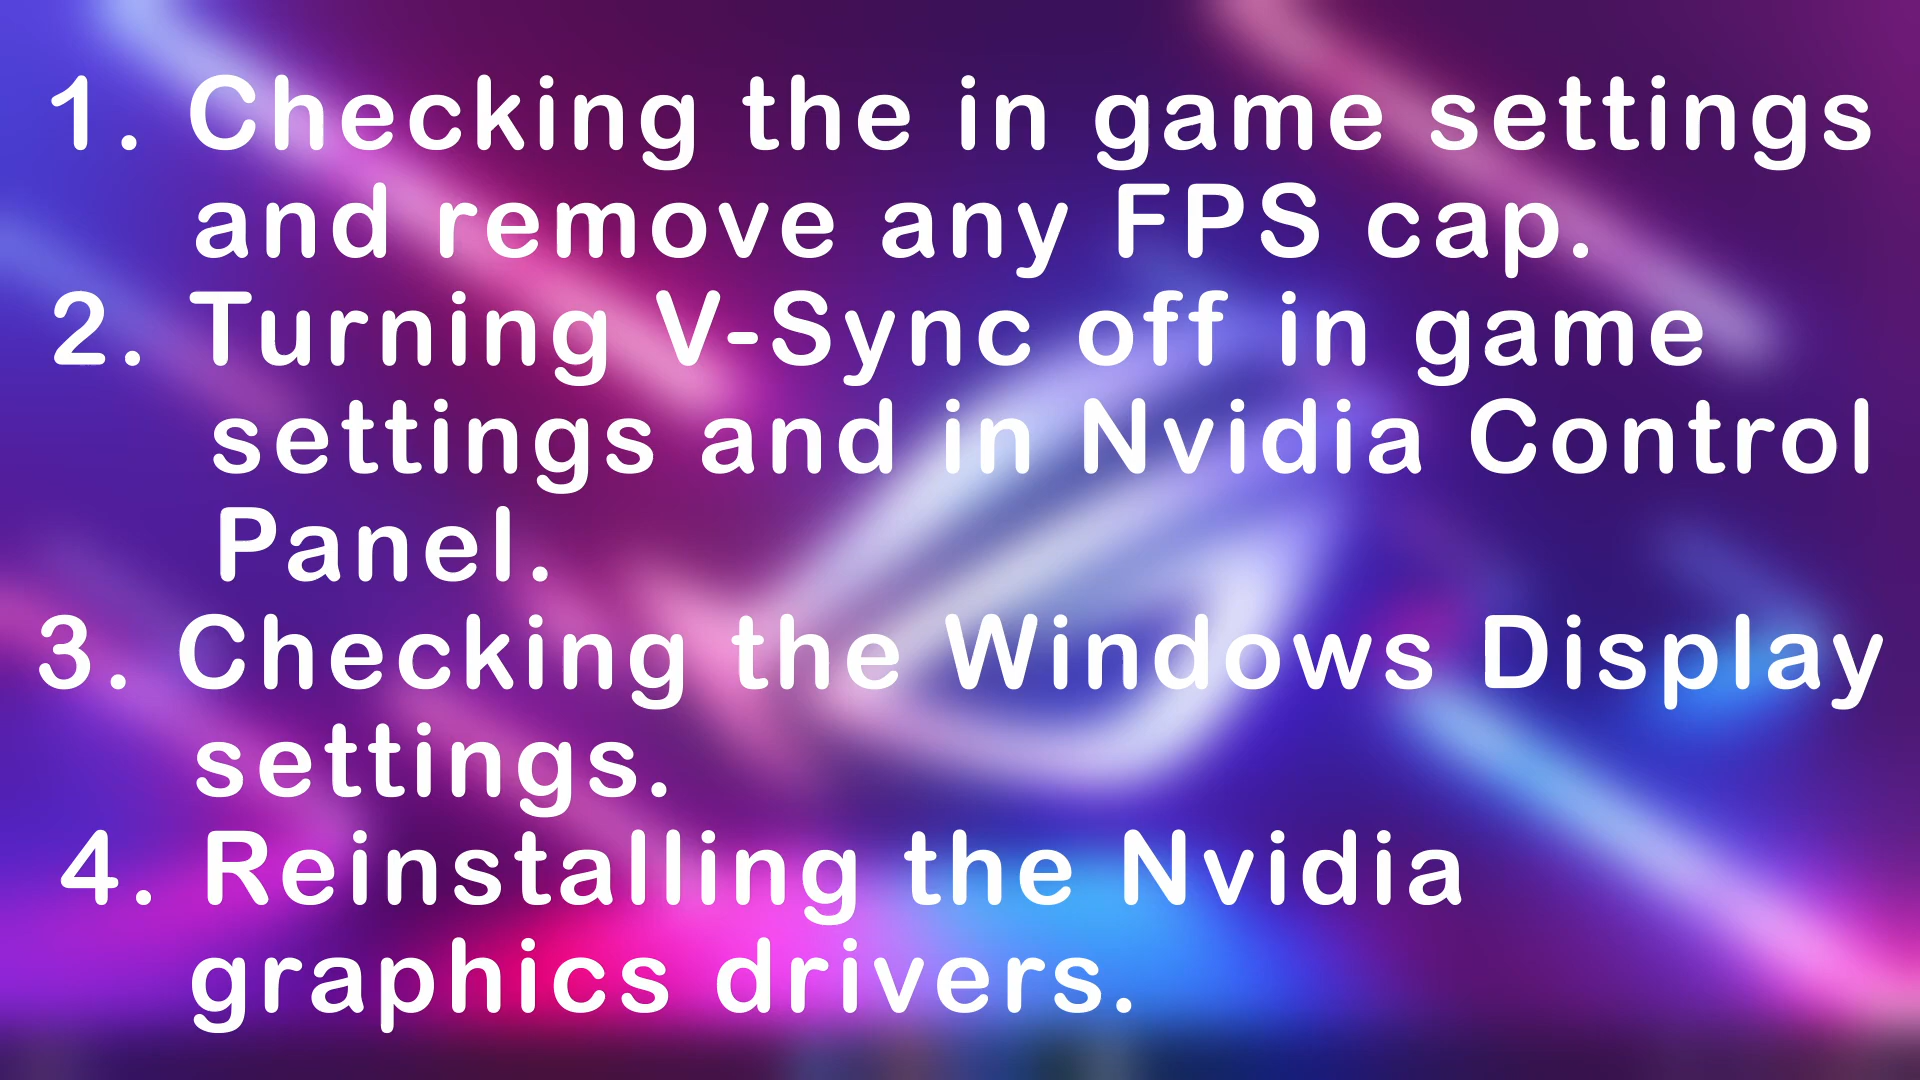 1. Checking the in game settings
and remove any FPS cap.
2. Turning V-Sync off in game
settings and in Nvidia Control
Panel.
3. Checking the Windows Display
settings.
4. Reinstalling the Nvidia
graphics drivers.